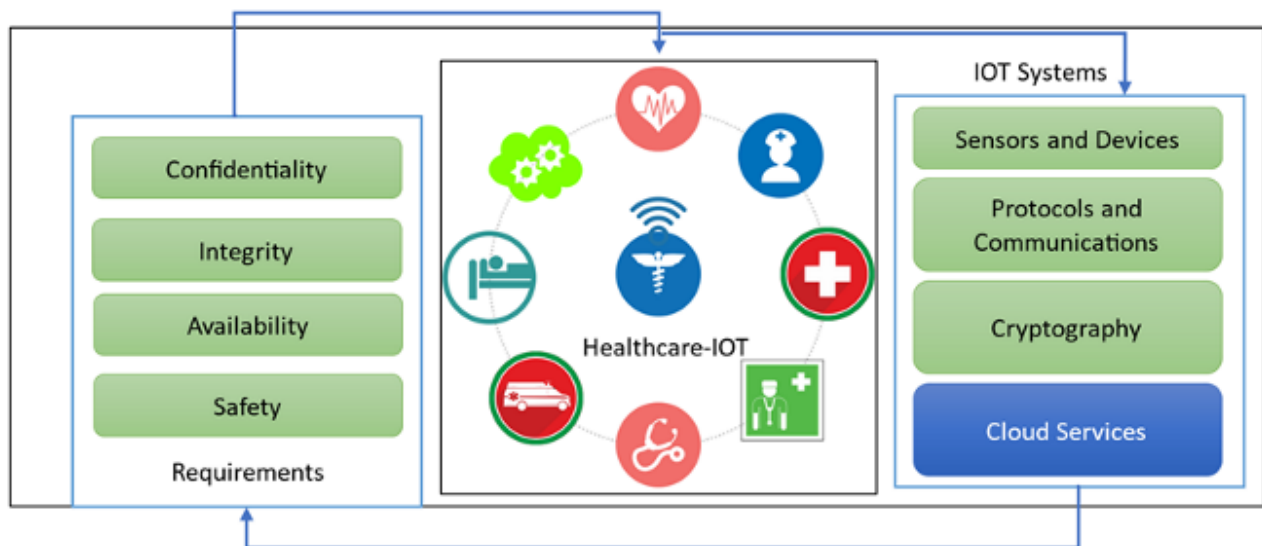 Confidentiality
Integrity
Availability
Safety
Requirements
Healthcare-IOT
IOT Systems
Sensors and Devices
Protocols and
Communications
Cryptography
Cloud Services